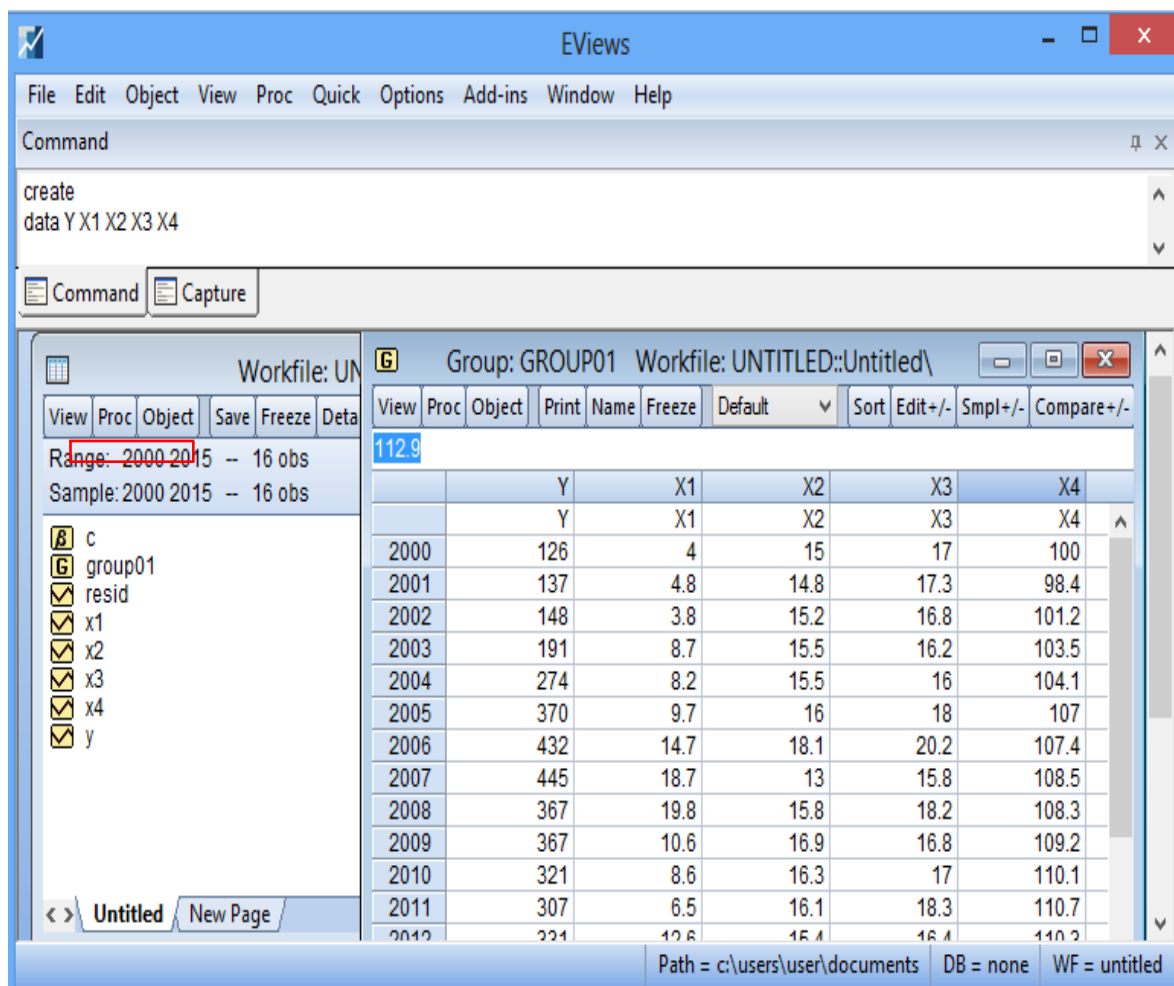 EViews
File Edit Object View Proc Quick Options Add-ins Window Help
Command
create
data Y X1 X2 X3 X4
Command Capture
Workfile: UN
View Proc Object Save Freeze Deta
Range: 2000 2015 -- 16 obs
Sample: 2000 2015 -- 16 obs
c
group01
resid
x1
x2
x3
x4
y
Untitled New Page
Group: GROUP01 Workfile: UNTITLED::Untitled\
View Proc Object Print Name Freeze Default Sort Edit+/- Smpl+/- Compare+/-
112.9
Y X1 X2 X3 X4
Y X1 X2 X3 X4
2000 126 4 15 17 100
2001 137 4.8 14.8 17.3 98.4
2002 148 3.8 15.2 16.8 101.2
2003 191 8.7 15.5 16.2 103.5
2004 274 8.2 15.5 16 104.1
2005 370 9.7 16 18 107
2006 432 14.7 18.1 20.2 107.4
2007 445 18.7 13 15.8 108.5
2008 367 19.8 15.8 18.2 108.3
2009 367 10.6 16.9 16.8 109.2
2010 321 8.6 16.3 17 110.1
2011 307 6.5 16.1 18.3 110.7
2012 331 12.6 15.4 16.4 110.3
Path = c:\users\user\documents DB = none WF = untitled